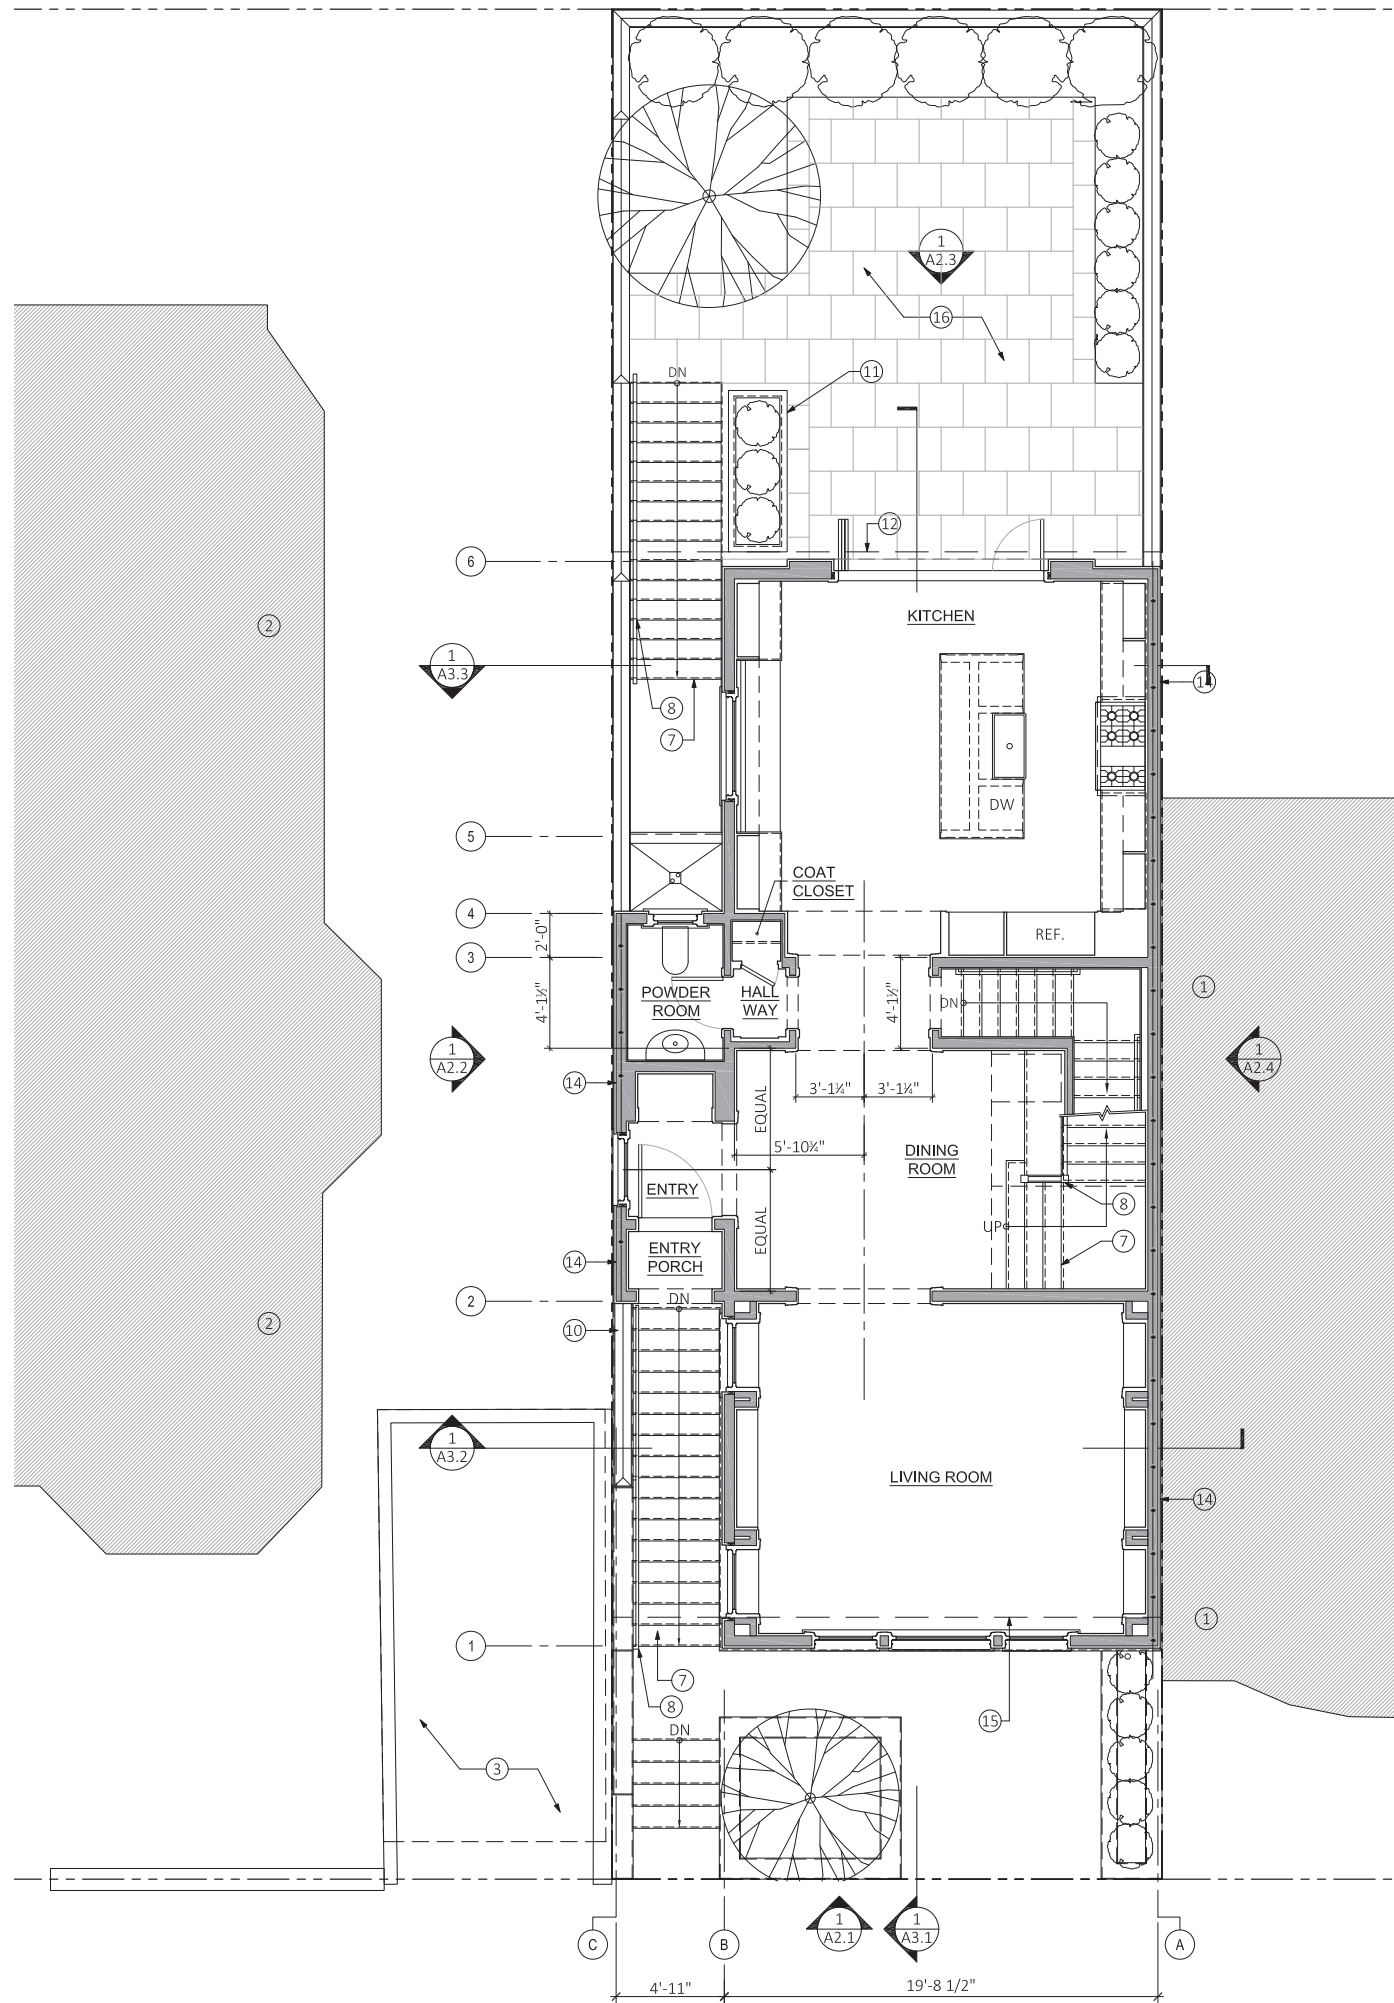 1
A2.3
16
DN
11
12
6
2
KITCHEN
1
A3.3
14
8
7
DW
5
COAT
CLOSET
4
2'-0"
REF.
3
POWDER
ROOM
HALL
WAY
DN
1
4'-1½"
4'-1½"
1
A2.2
1
A2.4
14
3'-1¼"
3'-1¼"
EQUAL
5'-10¾"
DINING
ROOM
ENTRY
8
UP
7
EQUAL
ENTRY
PORCH
14
2
DN
10
2
1
A3.2
LIVING ROOM
14
1
1
7
8
15
DN
3
1
A2.1
1
A3.1
C
B
A
4'-11"
19'-8 1/2"